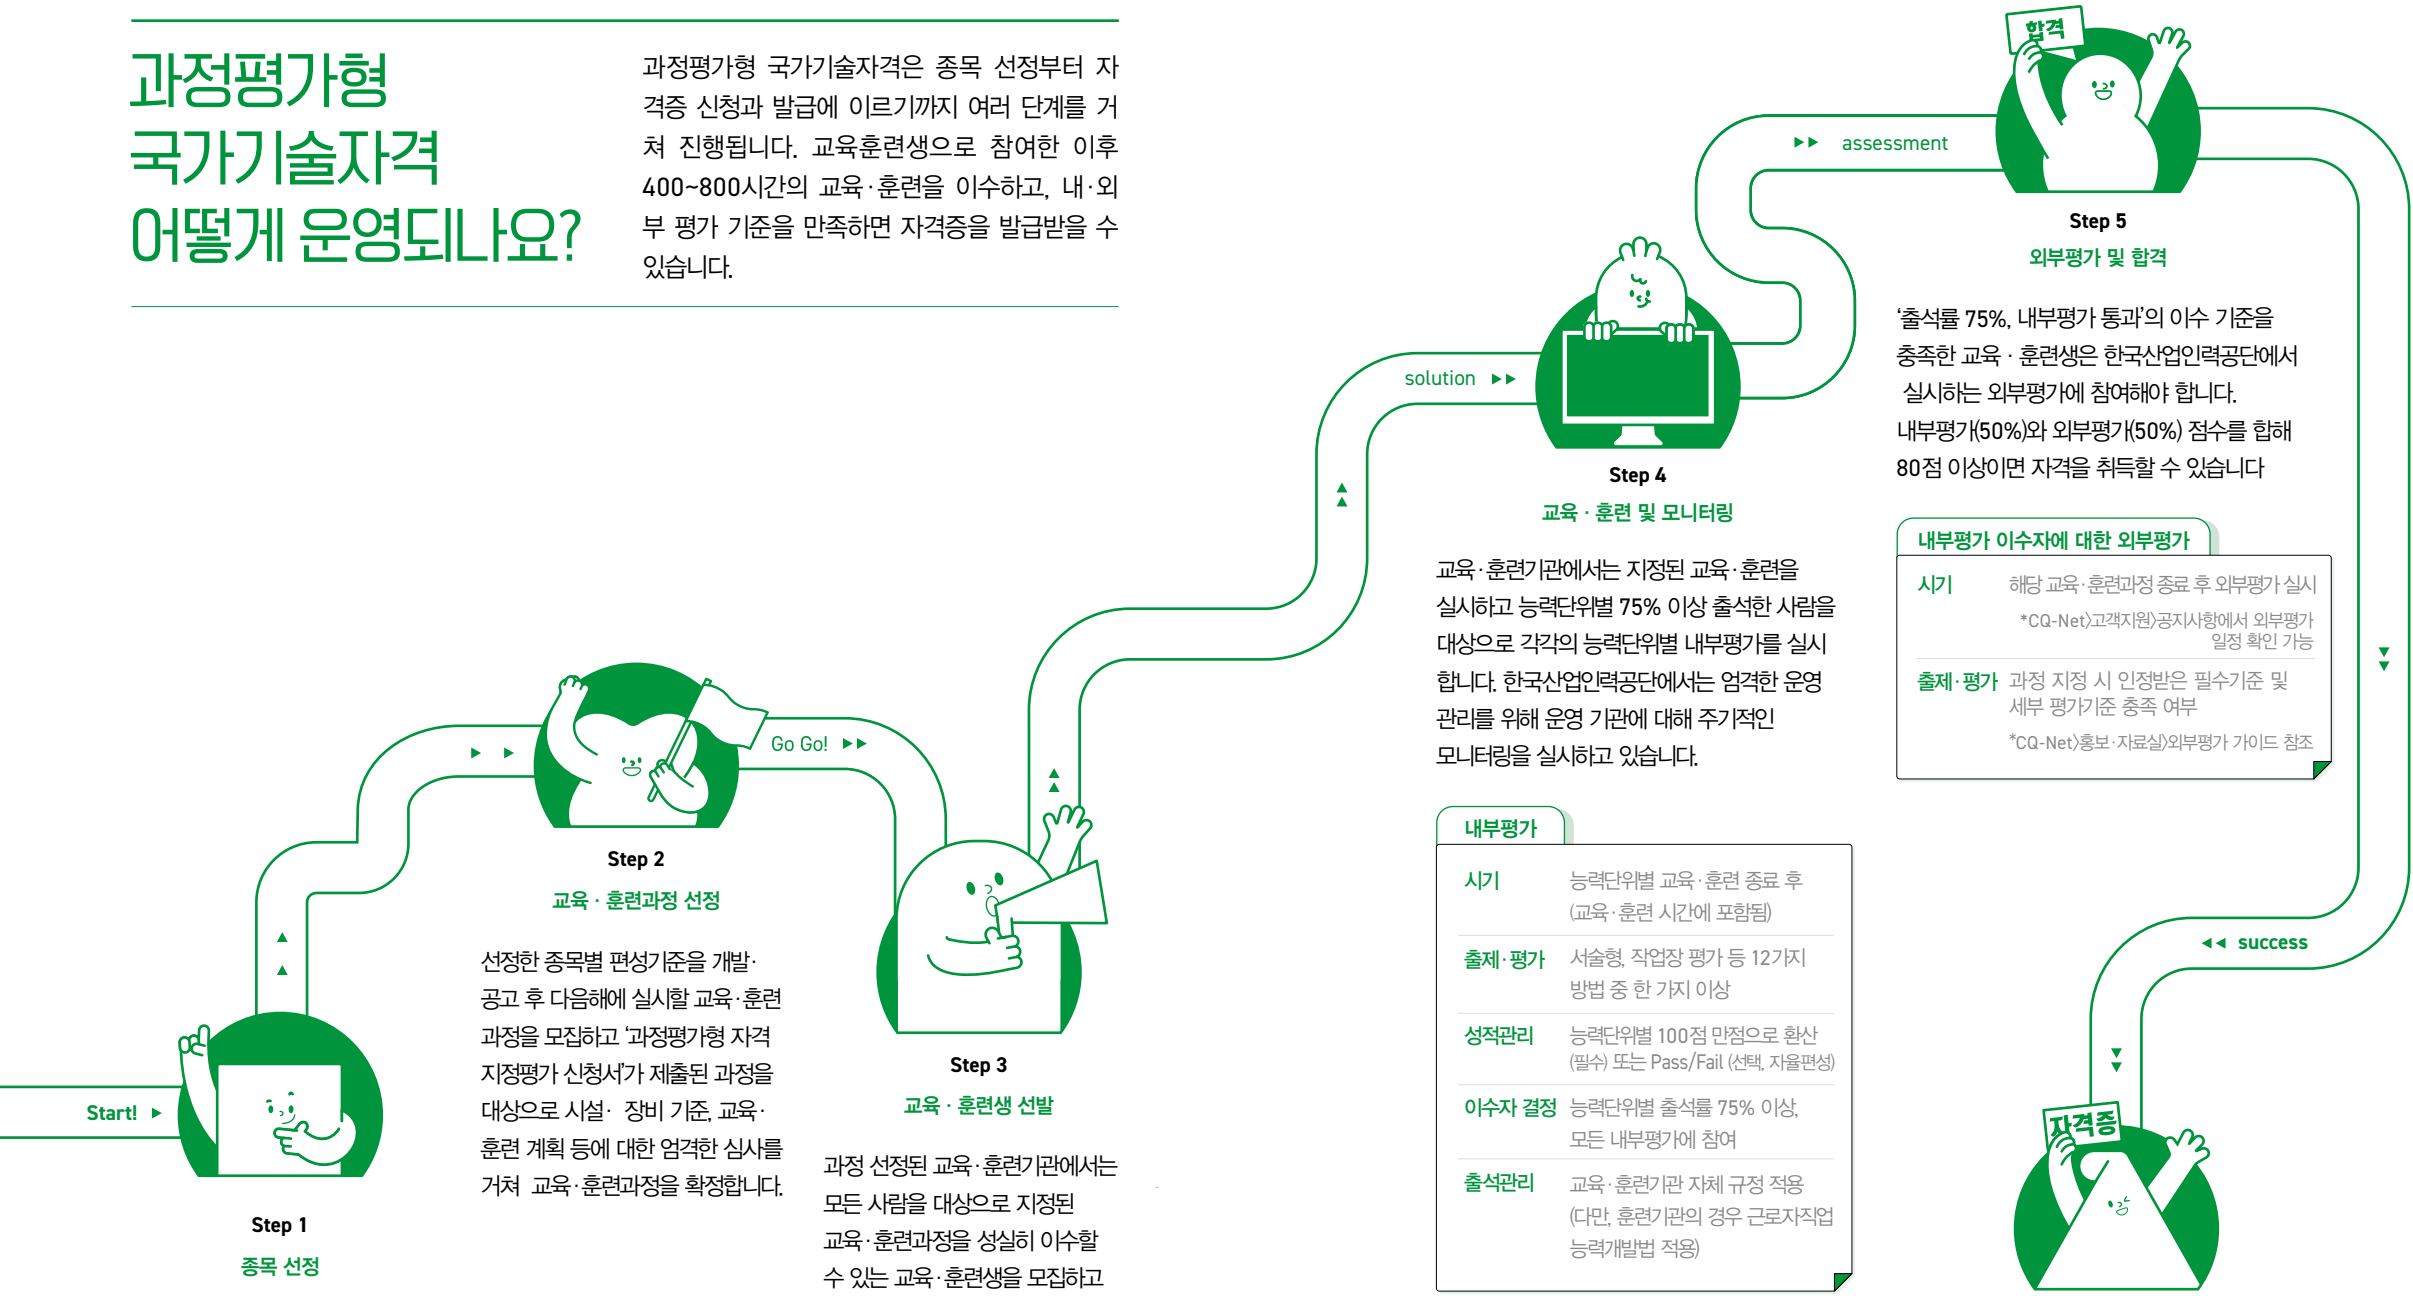 과정평가형
국가기술자격
어떻게 운영되나요?
과정평가형 국가기술자격은 종목 선정부터 자
격증 신청과 발급에 이르기까지 여러 단계를 거
쳐 진행됩니다. 교육훈련생으로 참여한 이후
400~800시간의 교육·훈련을 이수하고, 내·외
부 평가 기준을 만족하면 자격증을 발급받을 수
있습니다.
Start!
Step 1
종목 선정
Step 2
교육 · 훈련과정 선정
선정한 종목별 편성기준을 개발·
공고 후 다음해에 실시할 교육·훈련
과정을 모집하고 ‘과정평가형 자격
지정평가 신청서’가 제출된 과정을
대상으로 시설· 장비 기준, 교육·
훈련 계획 등에 대한 엄격한 심사를
거쳐 교육·훈련과정을 확정합니다.
Go Go!
Step 3
교육 · 훈련생 선발
과정 선정된 교육·훈련기관에서는
모든 사람을 대상으로 지정된
교육·훈련과정을 성실히 이수할
수 있는 교육·훈련생을 모집하고
solution
Step 4
교육 · 훈련 및 모니터링
교육·훈련기관에서는 지정된 교육·훈련을
실시하고 능력단위별 75% 이상 출석한 사람을
대상으로 각각의 능력단위별 내부평가를 실시
합니다. 한국산업인력공단에서는 엄격한 운영
관리를 위해 운영 기관에 대해 주기적인
모니터링을 실시하고 있습니다.
내부평가
시기 능력단위별 교육·훈련 종료 후
(교육·훈련 시간에 포함됨)
출제·평가 서술형, 작업장 평가 등 12가지
방법 중 한 가지 이상
성적관리 능력단위별 100점 만점으로 환산
(필수) 또는 Pass/Fail (선택, 자율편성)
이수자 결정 능력단위별 출석률 75% 이상,
모든 내부평가에 참여
출석관리 교육·훈련기관 자체 규정 적용
(다만, 훈련기관의 경우 근로자직업
능력개발법 적용)
assessment
합격
Step 5
외부평가 및 합격
‘출석률 75%, 내부평가 통과’의 이수 기준을
충족한 교육 · 훈련생은 한국산업인력공단에서
실시하는 외부평가에 참여해야 합니다.
내부평가(50%)와 외부평가(50%) 점수를 합해
80점 이상이면 자격을 취득할 수 있습니다
내부평가 이수자에 대한 외부평가
시기 해당 교육·훈련과정 종료 후 외부평가 실시
*CQ-Net〉고객지원〉공지사항에서 외부평가
일정 확인 가능
출제·평가 과정 지정 시 인정받은 필수기준 및
세부 평가기준 충족 여부
*CQ-Net〉홍보·자료실〉외부평가 가이드 참조
success
자격증